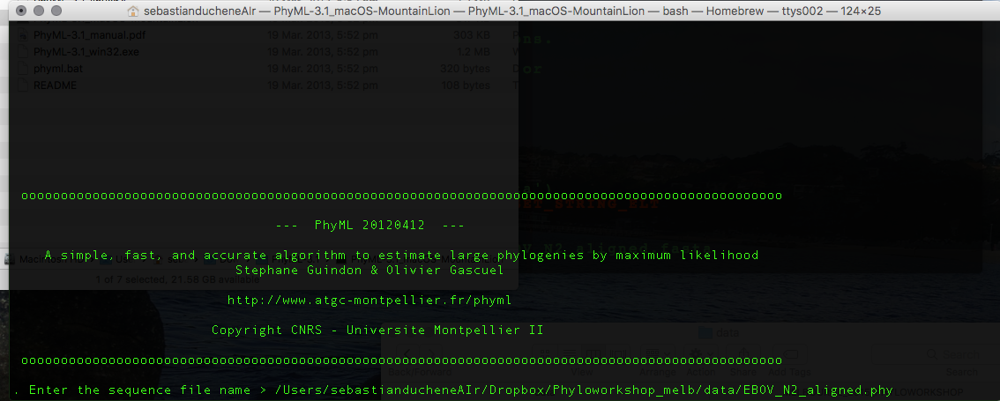 sebastianducheneAIr — PhyML-3.1_macOS-MountainLion — PhyML-3.1_macOS-MountainLion — bash — Homebrew — ttys002 — 124×25
PhyML-3.1_manual.pdf 19 Mar. 2013, 5:52 pm 303 KB
PhyML-3.1_win32.exe 19 Mar. 2013, 5:52 pm 1.2 MB
phyml.bat 19 Mar. 2013, 5:52 pm 320 bytes
README 19 Mar. 2013, 5:52 pm 108 bytes
oooooooooooooooooooooooooooooooooooooooooooooooooooooooooooooooooooooooooooooooooooooooooooooooo
--- PhyML 20120412 ---
A simple, fast, and accurate algorithm to estimate large phylogenies by maximum likelihood
Stephane Guindon & Olivier Gascuel
1 of 7 selected, 21.58 GB available
http://www.atgc-montpellier.fr/phyml
Copyright CNRS - Universite Montpellier II
data
oooooooooooooooooooooooooooooooooooooooooooooooooooooooooooooooooooooooooooooooooooooooooooooooo
Search
. Enter the sequence file name > /Users/sebastianducheneAIr/Dropbox/Phyloworkshop_melb/data/EBOV_N2_aligned.phy